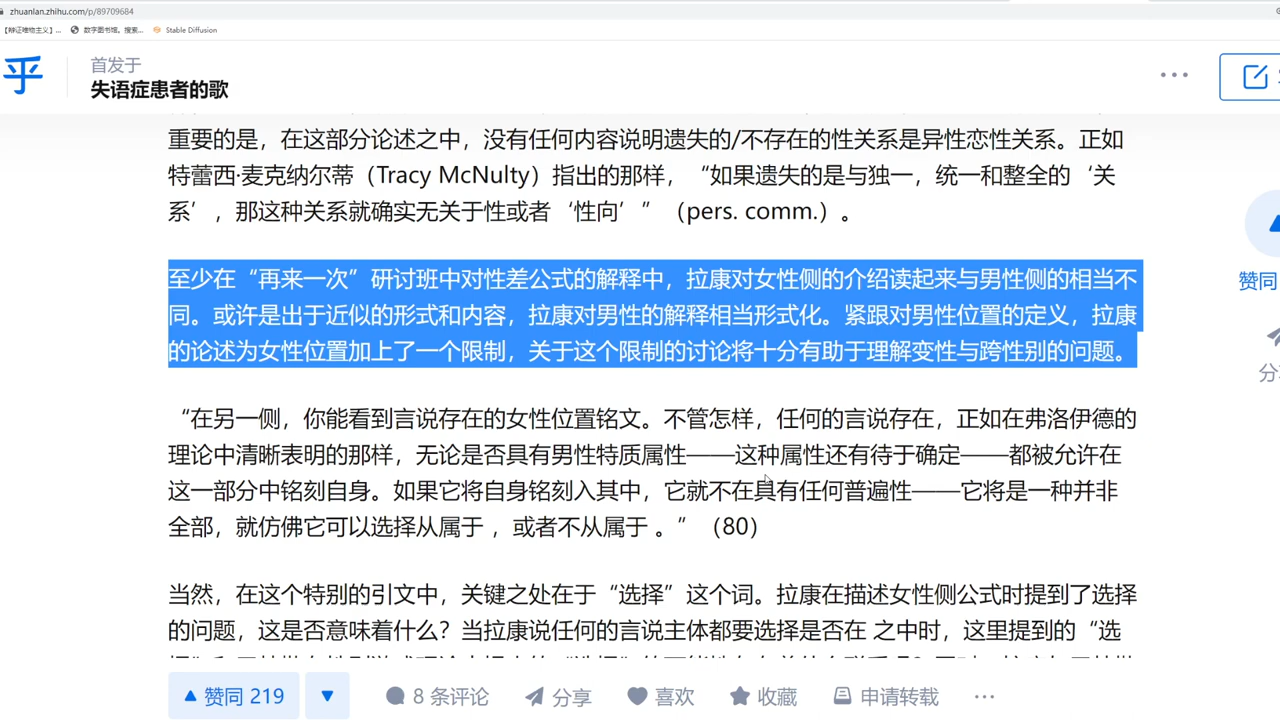 zhuanlan.zhihu.com/p/89709684
【辩证唯物主义】... 数字图书馆。搜索... Stable Diffusion
乎 首发于
失语症患者的歌
重要的是，在这部分论述之中，没有任何内容说明遗失的/不存在的性关系是异性恋性关系。正如
特蕾西·麦克纳尔蒂（Tracy McNulty）指出的那样，“如果遗失的是与独一，统一和整全的‘关
系’，那这种关系就确实无关于性或者‘性向’”（pers. comm.）。
至少在“再来一次”研讨班中对性差公式的解释中，拉康对女性侧的介绍读起来与男性侧的相当不
同。或许是出于近似的形式和内容，拉康对男性的解释相当形式化。紧跟对男性位置的定义，拉康
的论述为女性位置加上了一个限制，关于这个限制的讨论将十分有助于理解变性与跨性别的问题。
“在另一侧，你能看到言说存在的女性位置铭文。不管怎样，任何的言说存在，正如在弗洛伊德的
理论中清晰表明的那样，无论是否具有男性特质属性——这种属性还有待于确定——都被允许在
这一部分中铭刻自身。如果它将自身铭刻入其中，它就不在具有任何普遍性——它将是一种并非
全部，就仿佛它可以选择从属于 ，或者不从属于 。”（80）
当然，在这个特别的引文中，关键之处在于“选择”这个词。拉康在描述女性侧公式时提到了选择
的问题，这是否意味着什么？当拉康说任何的言说主体都要选择是否在 之中时，这里提到的“选
赞同
分
赞同 219 8 条评论 分享 喜欢 收藏 申请转载